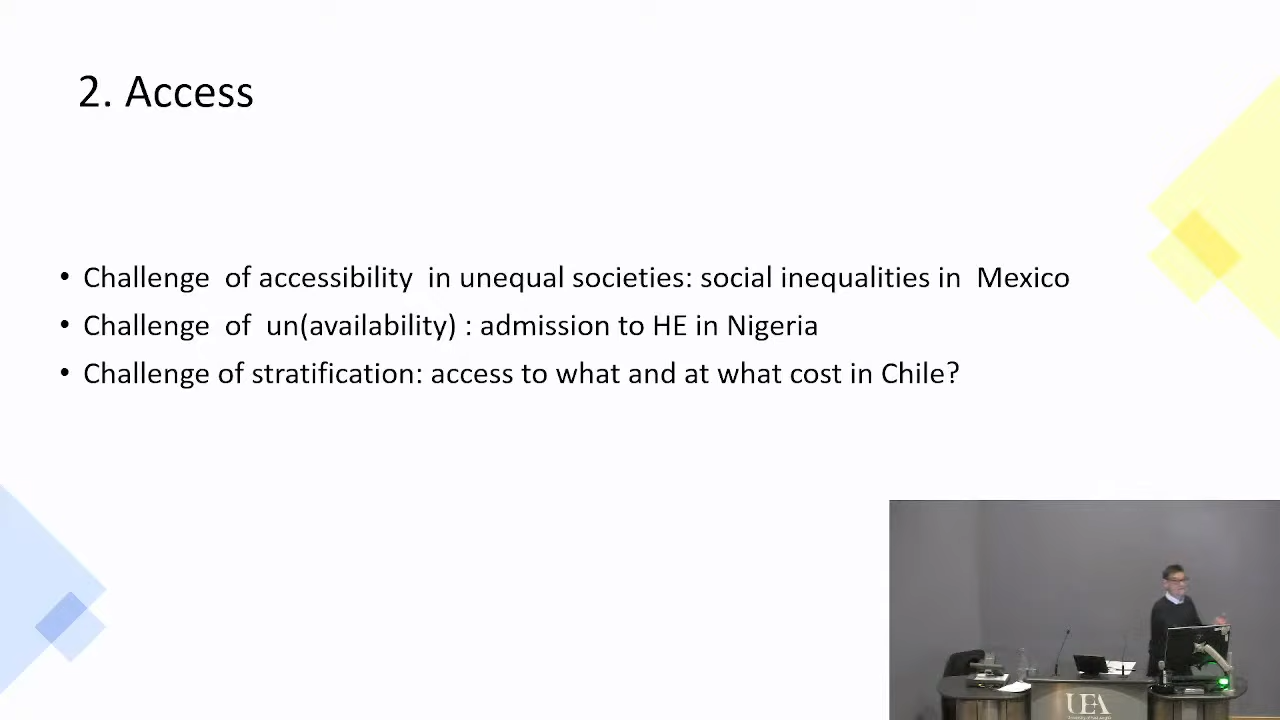 2. Access
• Challenge of accessibility in unequal societies: social inequalities in Mexico
• Challenge of un(availability) : admission to HE in Nigeria
• Challenge of stratification: access to what and at what cost in Chile?
UEA